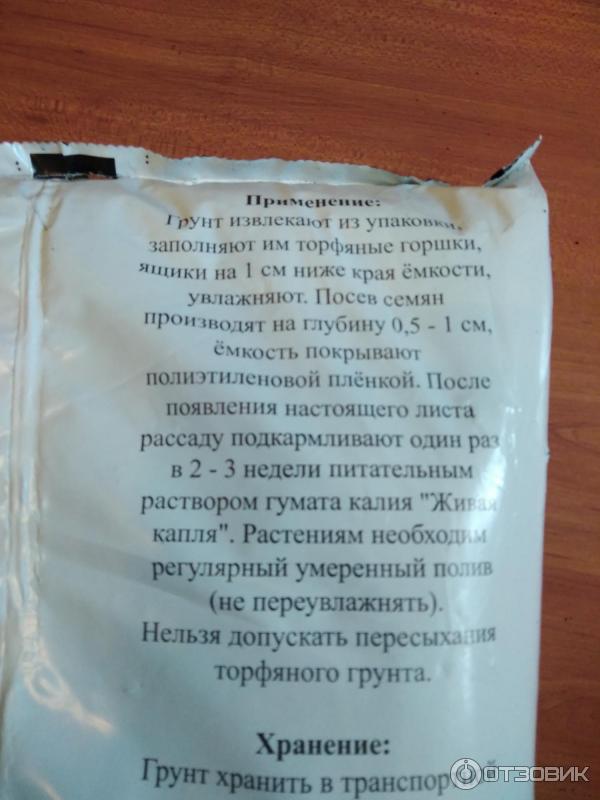 Применение:
Грунт извлекают из упаковки,
заполняют им торфяные горшки,
ящики на 1 см ниже края ёмкости,
увлажняют. Посев семян
производят на глубину 0,5 - 1 см,
ёмкость покрывают
полиэтиленовой плёнкой. После
появления настоящего листа
рассаду подкармливают один раз
в 2 - 3 недели питательным
раствором гумата калия "Живая
капля". Растениям необходим
регулярный умеренный полив
(не переувлажнять).
Нельзя допускать пересыхания
торфяного грунта.
Хранение:
Грунт хранить в
ОТЗОВИК